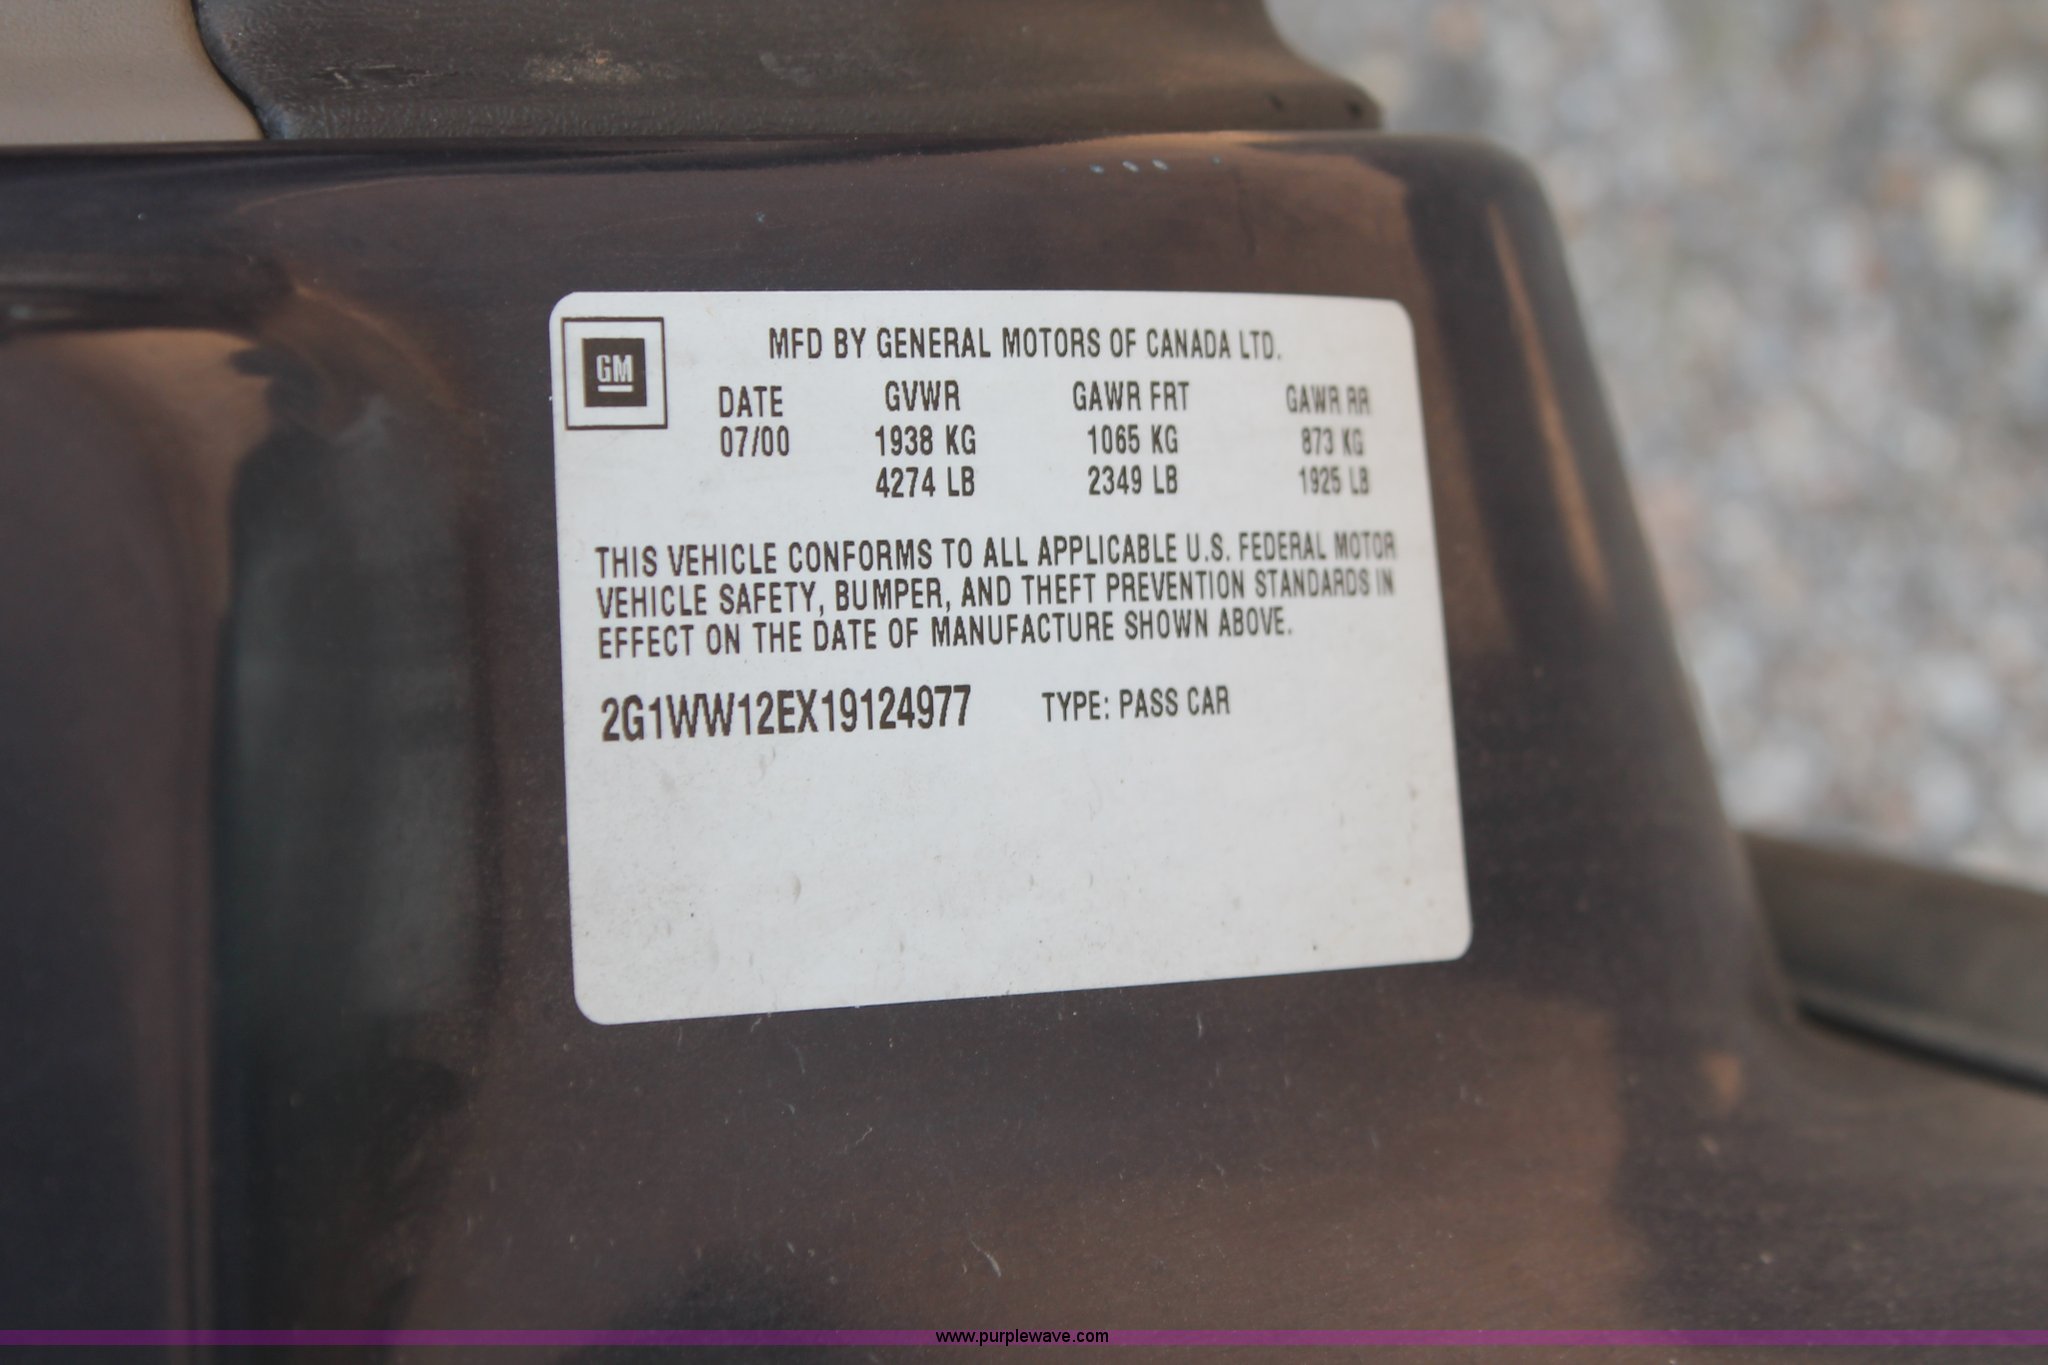 GM
MFD BY GENERAL MOTORS OF CANADA LTD.
DATE GVWR GAWR FRT GAWR RR
07/00 1938 KG 1065 KG 873 KG
4274 LB 2349 LB 1925 LB
THIS VEHICLE CONFORMS TO ALL APPLICABLE U.S. FEDERAL MOTOR
VEHICLE SAFETY, BUMPER, AND THEFT PREVENTION STANDARDS IN
EFFECT ON THE DATE OF MANUFACTURE SHOWN ABOVE.
2G1WW12EX19124977 TYPE: PASS CAR
www.purplewave.com